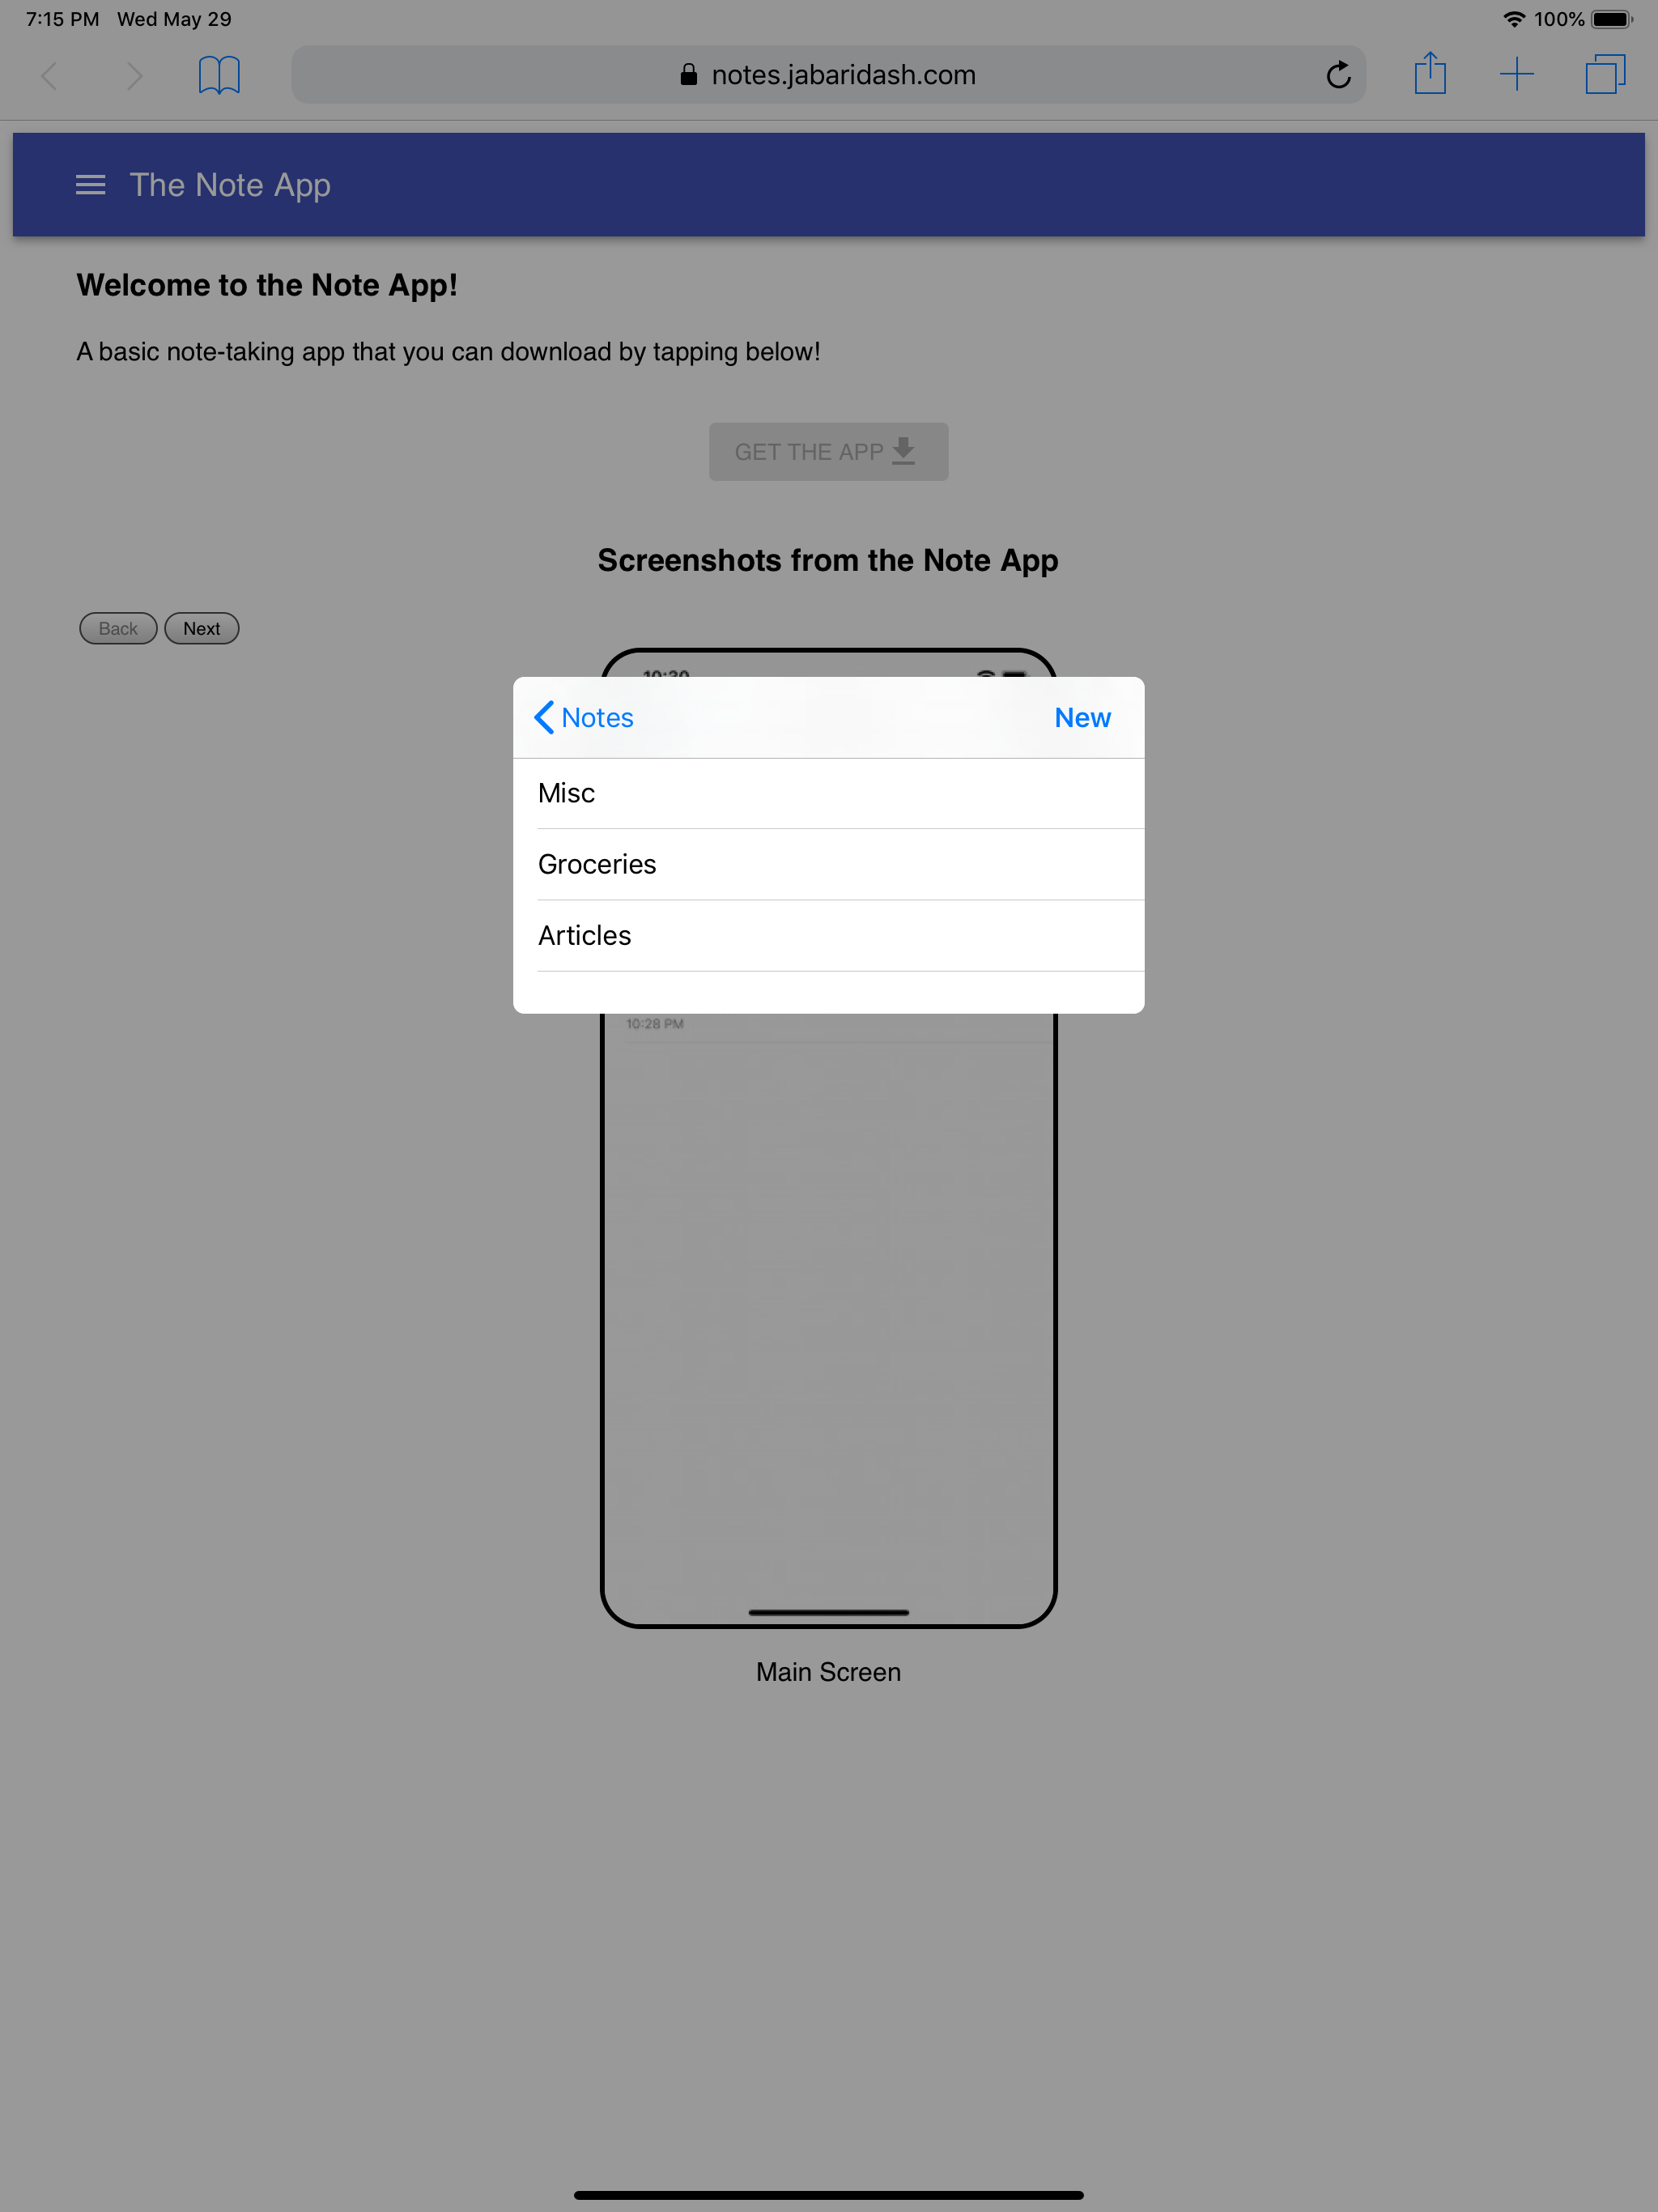 7:15 PM Wed May 29 100%
notes.jabaridash.com
The Note App
Welcome to the Note App!
A basic note-taking app that you can download by tapping below!
GET THE APP
Screenshots from the Note App
Back Next
10:30
Notes New
Misc
Groceries
Articles
10:28 PM
Main Screen